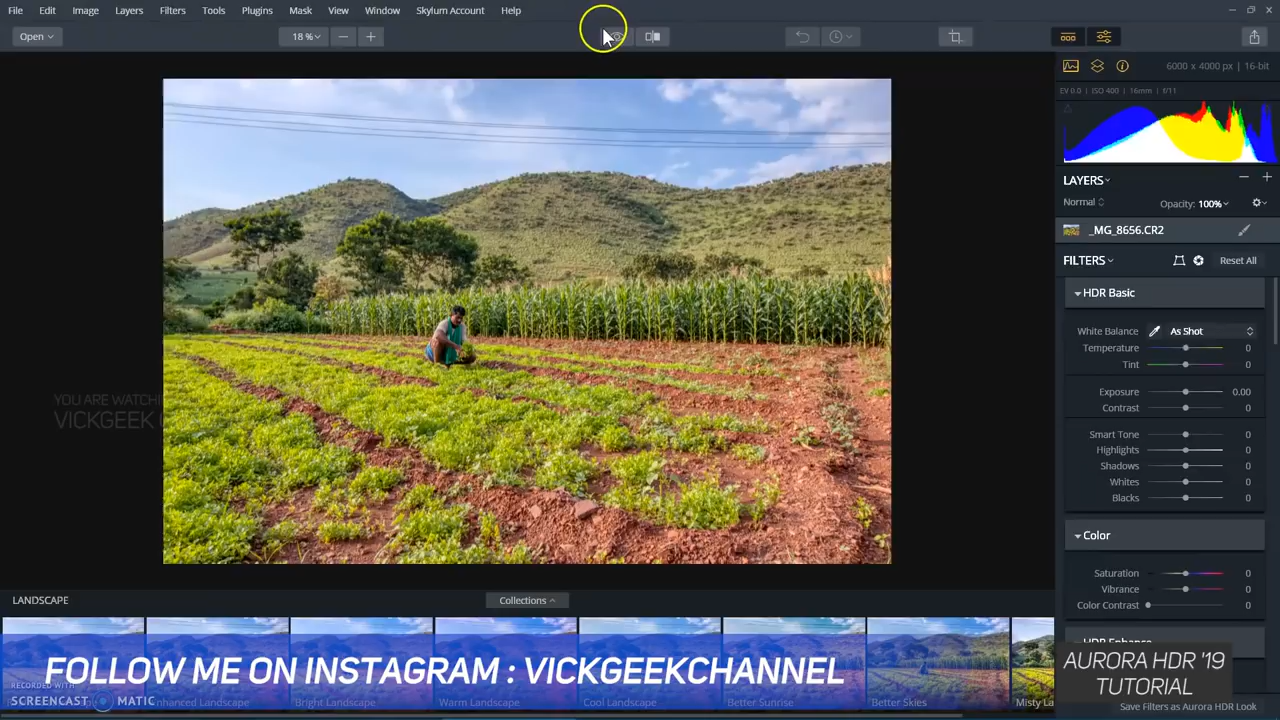 File Edit Image Layers Filters Tools Plugins Mask View Window Skylum Account Help
Open 18 %
6000 x 4000 px | 16-bit
EV 0.0 | ISO 400 | 16mm | f/11
LAYERS
Normal Opacity: 100%
_MG_8656.CR2
FILTERS Reset All
HDR Basic
White Balance As Shot
Temperature 0
Tint 0
Exposure 0.00
Contrast 0
Smart Tone 0
Highlights 0
Shadows 0
Whites 0
Blacks 0
Color
Saturation 0
Vibrance 0
Color Contrast 0
HDR Enhance
YOU ARE WATCHI
VICKGEEK C
LANDSCAPE Collections
FOLLOW ME ON INSTAGRAM : VICKGEEKCHANNEL
AURORA HDR '19
TUTORIAL
RECORDED WITH
SCREENCAST MATIC
Enhanced Landscape Bright Landscape Warm Landscape Cool Landscape Better Sunrise Better Skies Misty
Save Filters as Aurora HDR Look